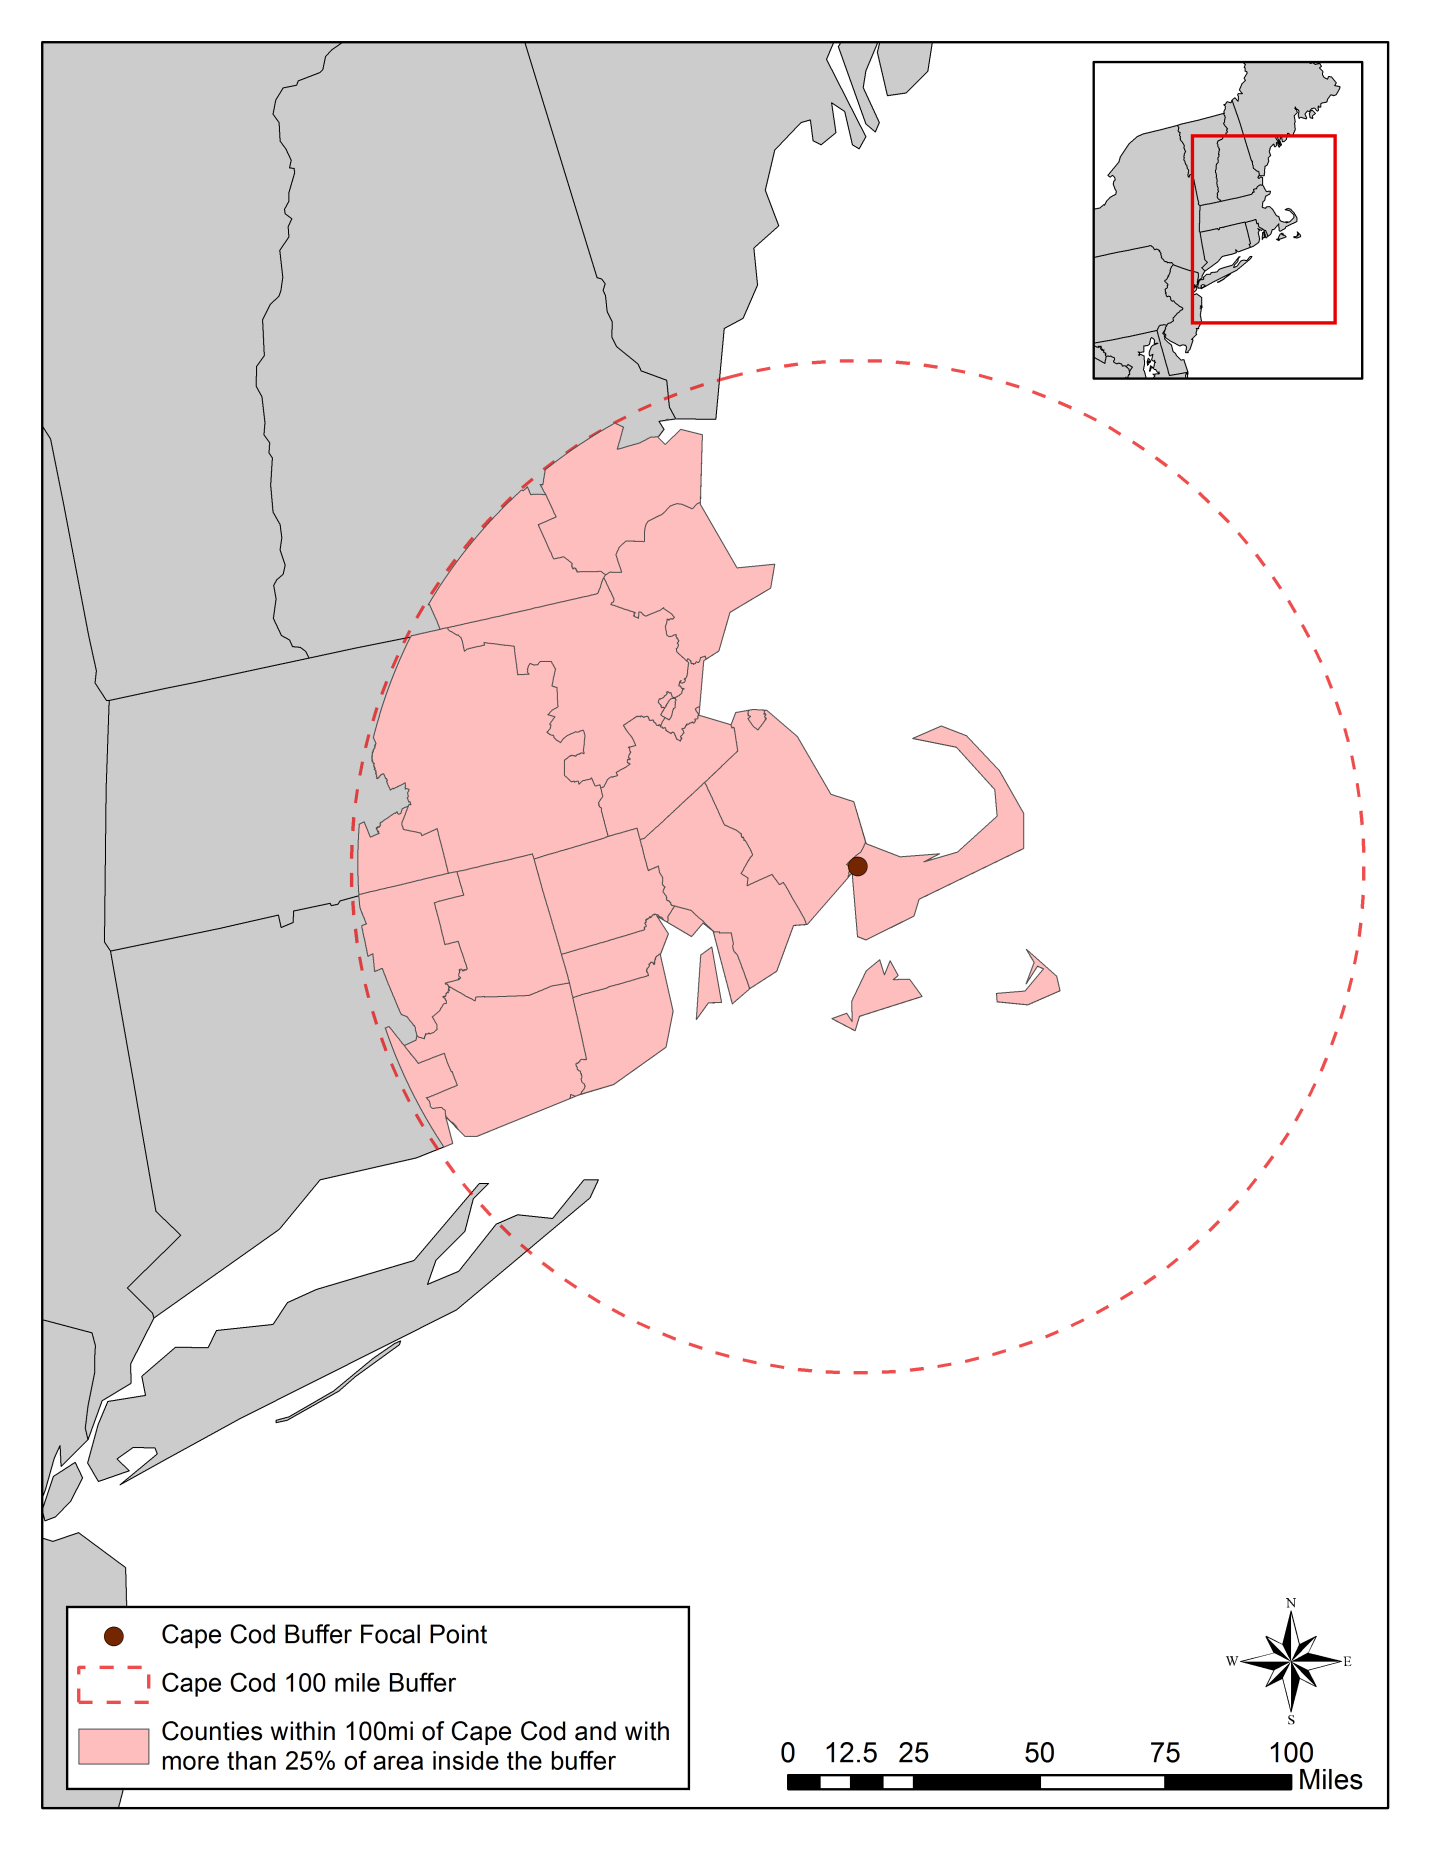 Cape Cod Buffer Focal Point
Cape Cod 100 mile Buffer
Counties within 100mi of Cape Cod and with
more than 25% of area inside the buffer
N
W E
S
0 12.5 25 50 75 100
Miles